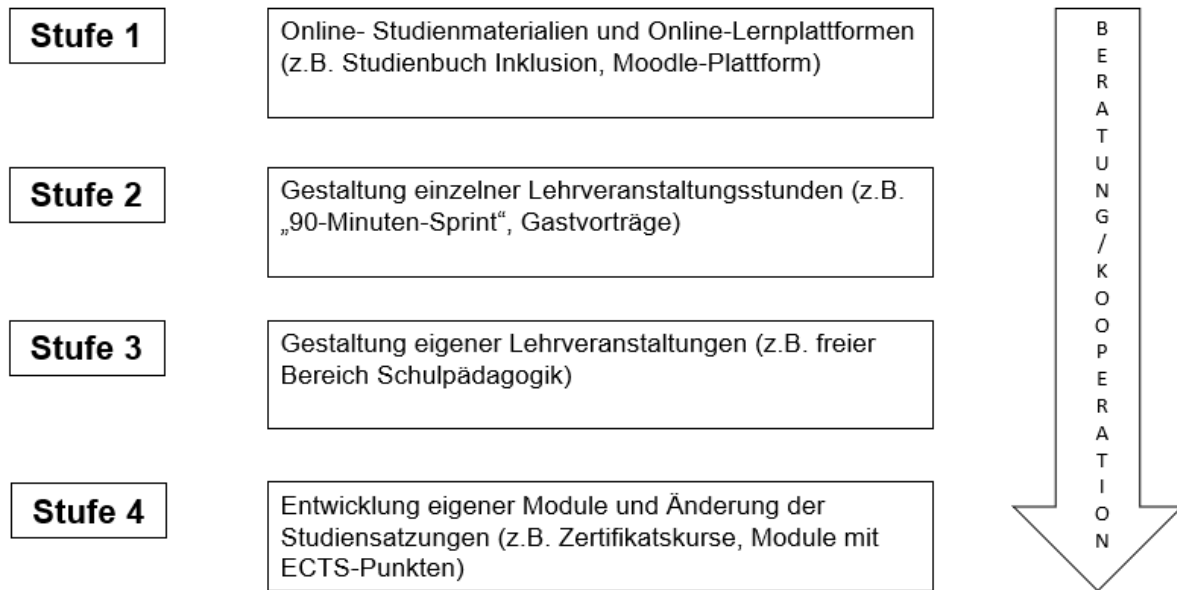 Stufe 1
Online- Studienmaterialien und Online-Lernplattformen
(z.B. Studienbuch Inklusion, Moodle-Plattform)
Stufe 2
Gestaltung einzelner Lehrveranstaltungsstunden (z.B.
„90-Minuten-Sprint“, Gastvorträge)
Stufe 3
Gestaltung eigener Lehrveranstaltungen (z.B. freier
Bereich Schulpädagogik)
Stufe 4
Entwicklung eigener Module und Änderung der
Studiensatzungen (z.B. Zertifikatskurse, Module mit
ECTS-Punkten)
BERATUNG/KOOPERATION